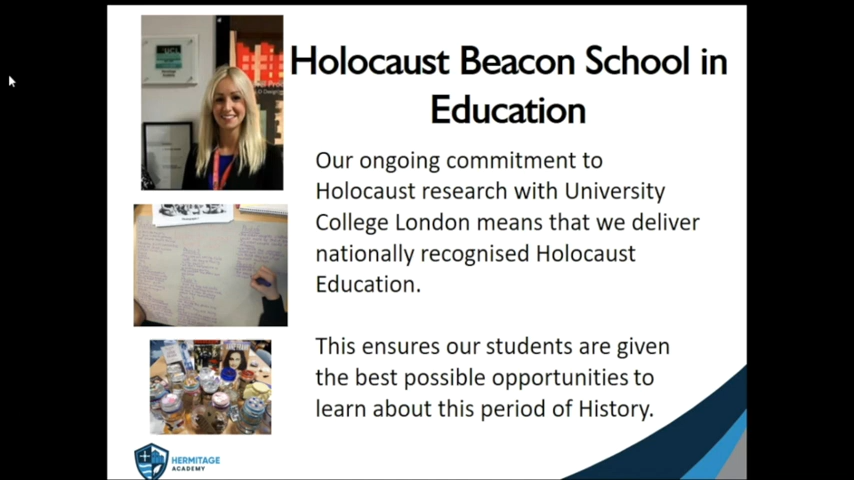 UCL
Holocaust Beacon School in
Education
Our ongoing commitment to
Holocaust research with University
College London means that we deliver
nationally recognised Holocaust
Education.
This ensures our students are given
the best possible opportunities to
learn about this period of History.
HERMITAGE
ACADEMY